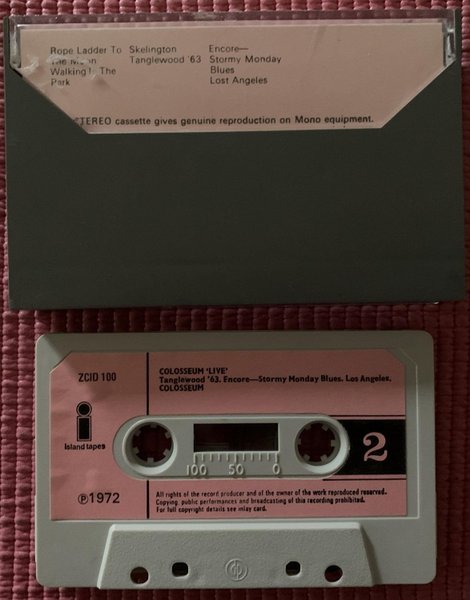 Rope Ladder To
The Moon
Walking In The
Park
Skelington
Tanglewood '63
Encore—
Stormy Monday
Blues
Lost Angeles
STEREO cassette gives genuine reproduction on Mono equipment.
ZCID 100
COLOSSEUM 'LIVE'
Tanglewood '63. Encore—Stormy Monday Blues. Los Angeles.
COLOSSEUM
i
island tapes
2
100 50 0
℗1972
All rights of the record producer and of the owner of the work reproduced reserved.
Copying, public performances and broadcasting of this recording prohibited.
For full copyright details see inlay card.